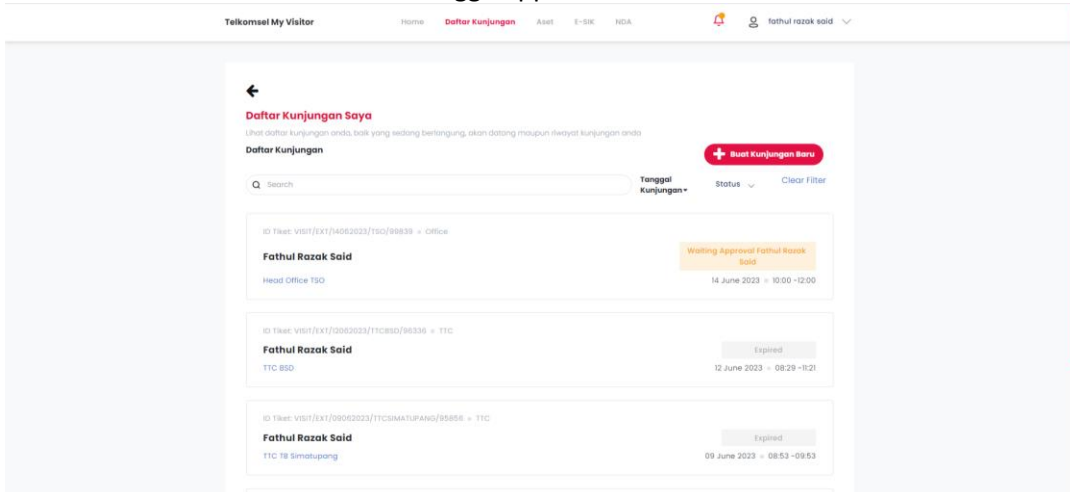 Telkomsel My Visitor Home Daftar Kunjungan Aset E-SIK NDA fathul razak said
Daftar Kunjungan Saya
Lihat daftar kunjungan anda, baik yang sedang berlangung, akan datang maupun riwayat kunjungan anda
Daftar Kunjungan
Buat Kunjungan Baru
Search
Tanggal
Kunjungan
Status
Clear Filter
ID Tiket: VISIT/EXT/14062023/TSO/96839 Office
Fathul Razak Said
Waiting Approval Fathul Razak
Said
Head Office TSO
14 June 2023 10:00 -12:00
ID Tiket: VISIT/EXT/12062023/TTCBSD/96336 TTC
Fathul Razak Said
Expired
TTC BSD
12 June 2023 08:29 -11:21
ID Tiket: VISIT/EXT/09062023/TTCSIMATUPANG/95856 TTC
Fathul Razak Said
Expired
TTC TB Simatupang
09 June 2023 08:53 -09:53